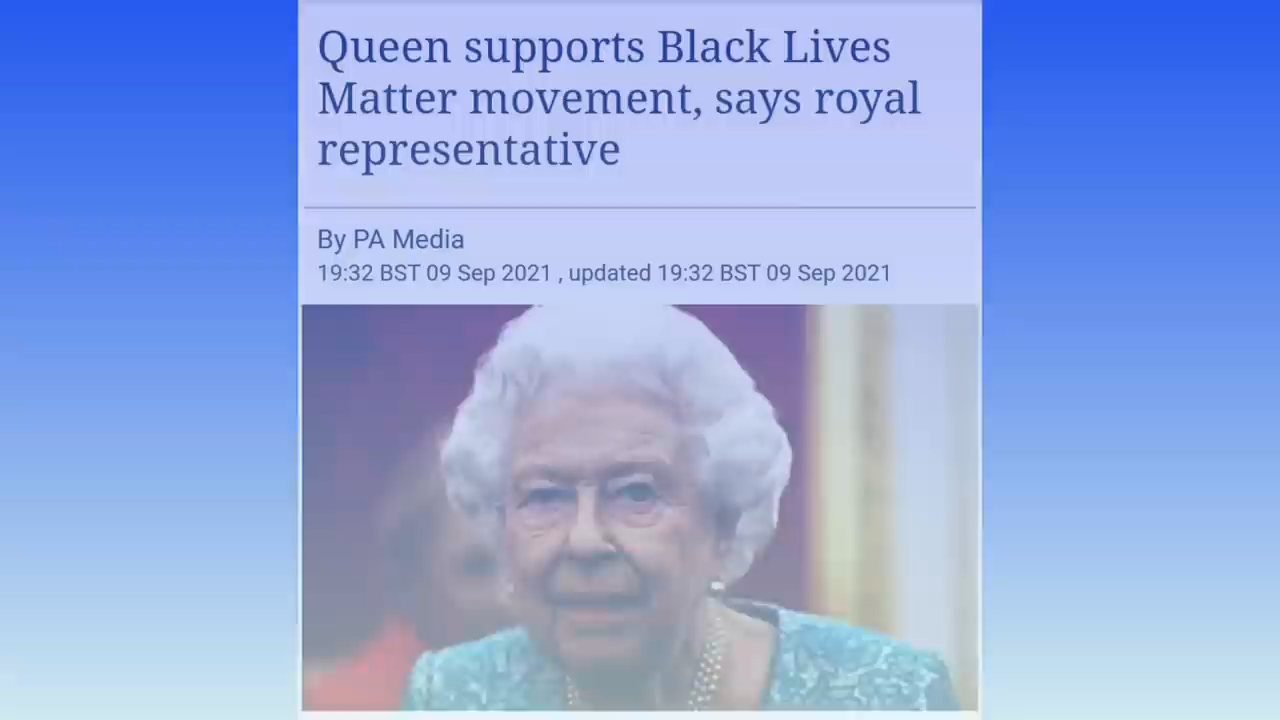 Queen supports Black Lives
Matter movement, says royal
representative
By PA Media
19:32 BST 09 Sep 2021 , updated 19:32 BST 09 Sep 2021